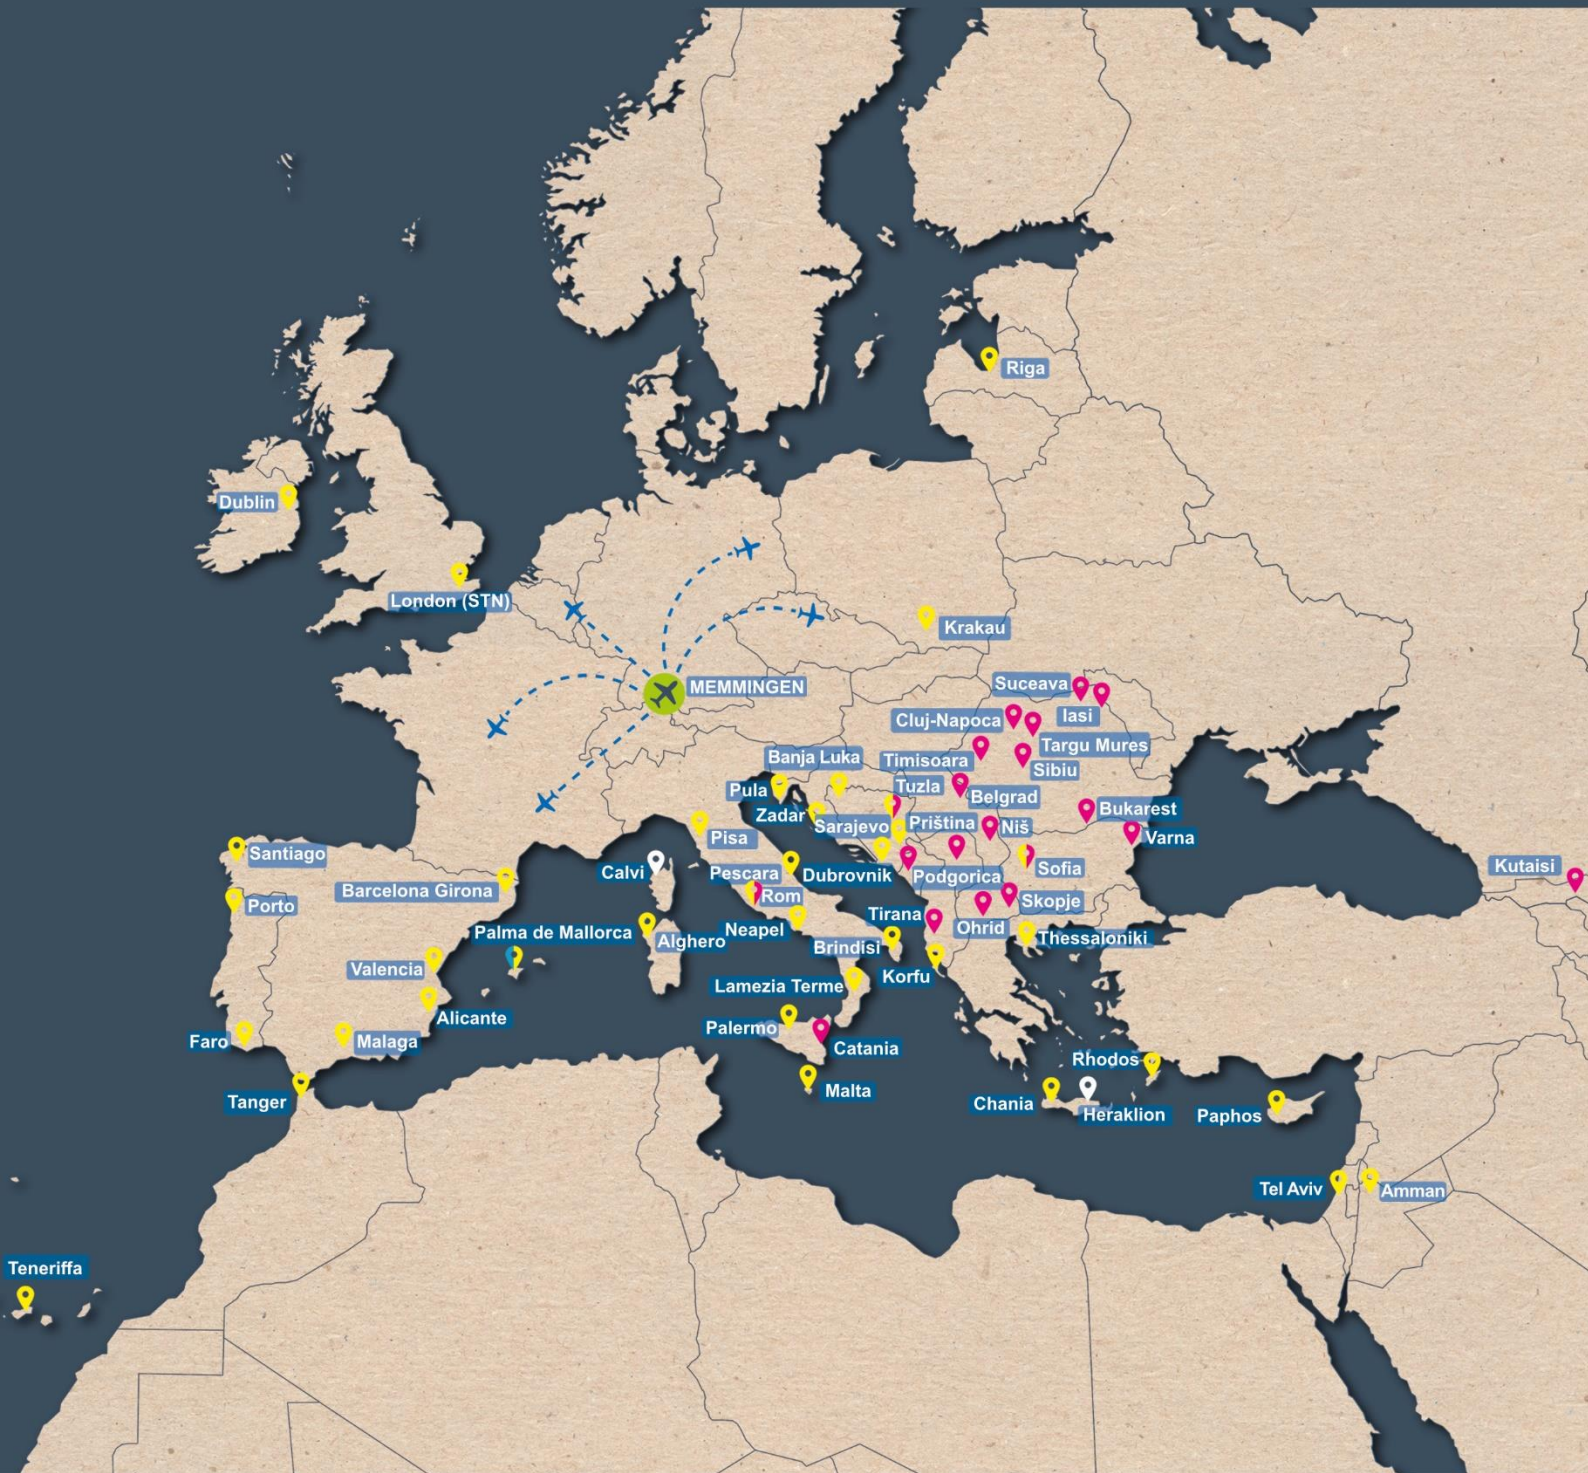 Riga
Dublin
London (STN)
Krakau
MEMMINGEN
Suceava
Iasi
Cluj-Napoca
Targu Mures
Banja Luka
Timisoara
Sibiu
Pula
Tuzla
Belgrad
Zadar
Bukarest
Sarajevo
Priština
Niš
Varna
Pisa
Santiago
Calvi
Pescara
Dubrovnik
Podgorica
Sofia
Kutaisi
Barcelona Girona
Rom
Skopje
Porto
Tirana
Ohrid
Palma de Mallorca
Alghero
Neapel
Brindisi
Thessaloniki
Valencia
Korfu
Lamezia Terme
Alicante
Palermo
Faro
Malaga
Catania
Rhodos
Malta
Tanger
Chania
Heraklion
Paphos
Tel Aviv
Amman
Teneriffa